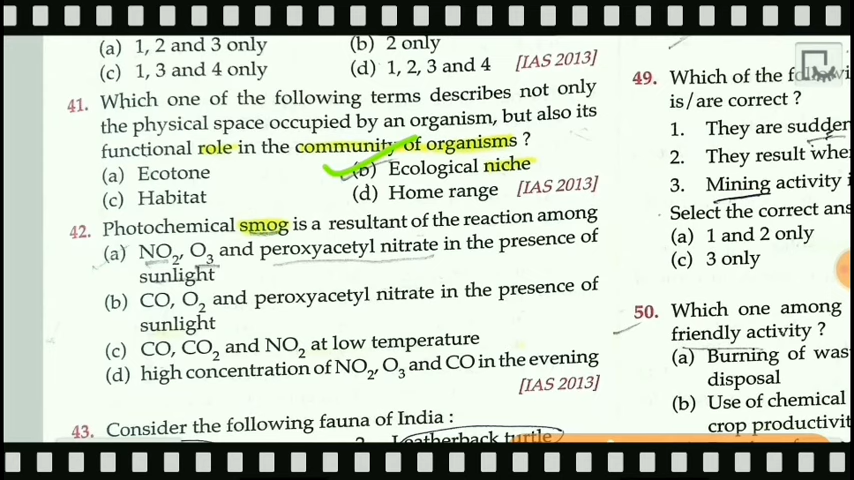 (a) 1, 2 and 3 only (b) 2 only
(c) 1, 3 and 4 only (d) 1, 2, 3 and 4 [IAS 2013]
41. Which one of the following terms describes not only
the physical space occupied by an organism, but also its
functional role in the community of organisms ?
(a) Ecotone (b) Ecological niche
(c) Habitat (d) Home range [IAS 2013]
42. Photochemical smog is a resultant of the reaction among
(a) NO₂, O₃ and peroxyacetyl nitrate in the presence of
sunlight
(b) CO, O₂ and peroxyacetyl nitrate in the presence of
sunlight
(c) CO, CO₂ and NO₂ at low temperature
(d) high concentration of NO₂, O₃ and CO in the evening
[IAS 2013]
43. Consider the following fauna of India :
2. Leatherback turtle
49. Which of the
is/are correct ?
1. They are
2. They result
3. Mining activity
Select the correct
(a) 1 and 2 only
(c) 3 only
50. Which one among
friendly activity ?
(a) Burning of
disposal
(b) Use of chemical
crop